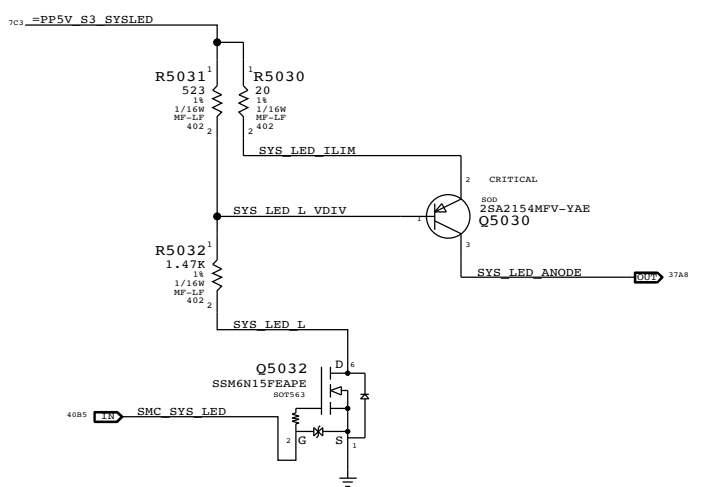 7C3 =PP5V_S3_SYSLED
R5031 1
523
1%
1/16W
MF-LF
402 2
1 R5030
20
1%
1/16W
MF-LF
2 402
SYS_LED_ILIM
2 CRITICAL
SOD
2SA2154MFV-YAE
Q5030
SYS_LED_L_VDIV 1
3
R5032 1
1.47K
1%
1/16W
MF-LF
402 2
SYS_LED_ANODE OUT 37A8
SYS_LED_L
Q5032 D 6
SSM6N15FEAPE
SOT563
40B5 IN SMC_SYS_LED
2 G S 1